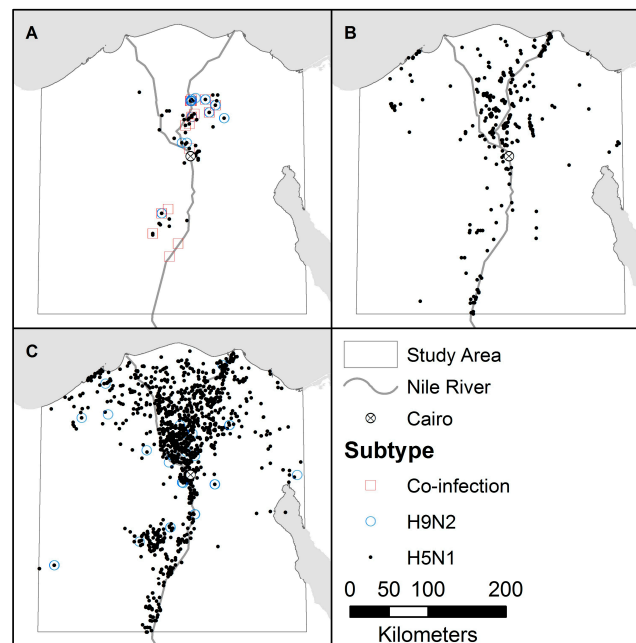 A
B
C
Study Area
Nile River
Cairo
Subtype
Co-infection
H9N2
H5N1
0 50 100 200
Kilometers